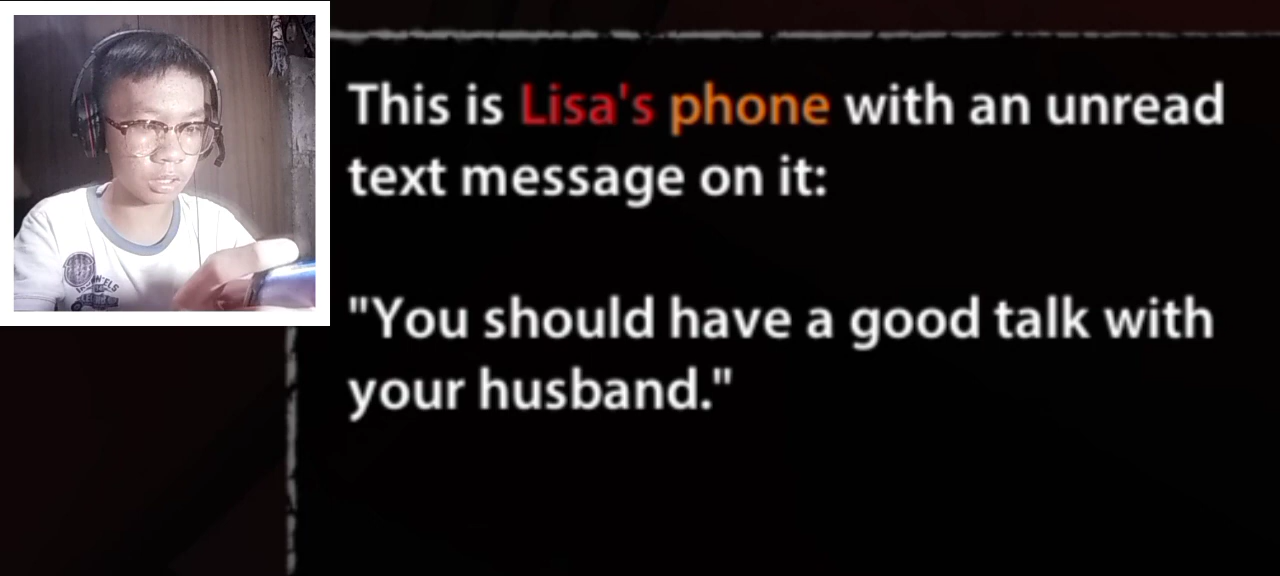 This is Lisa's phone with an unread
text message on it:
"You should have a good talk with
your husband."